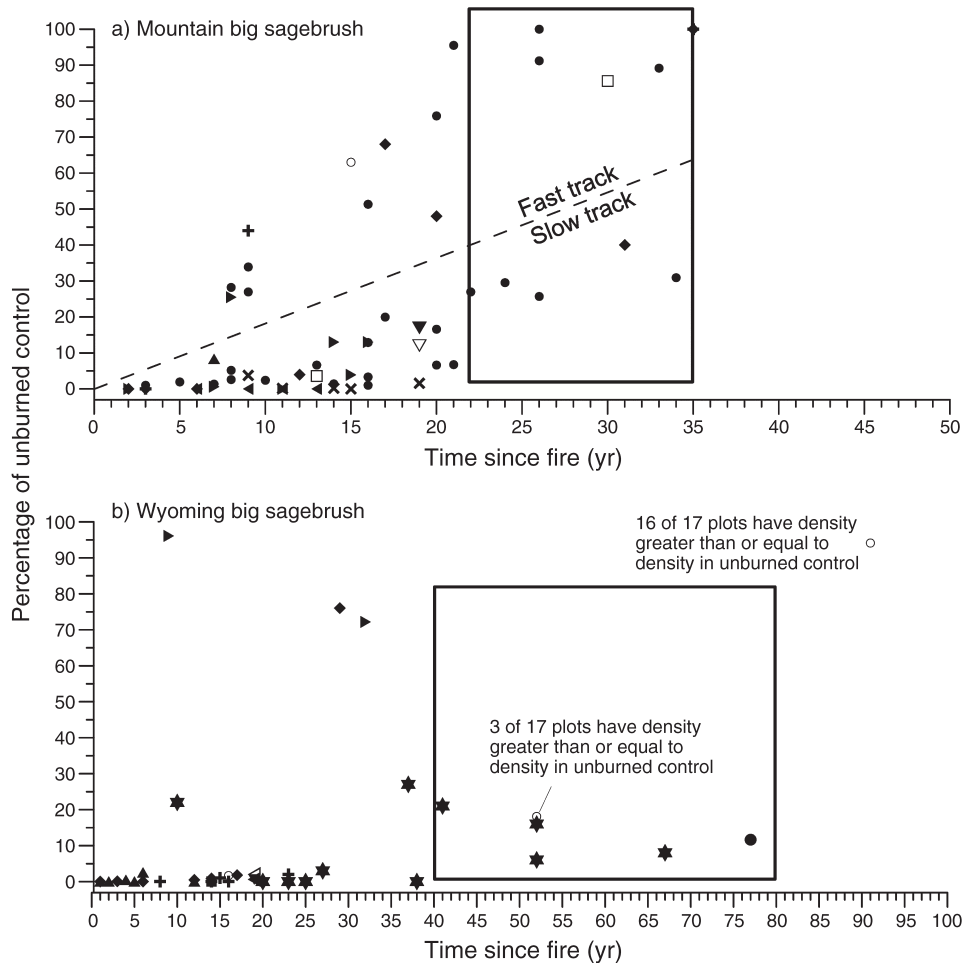 a) Mountain big sagebrush
100
90
80
70
60
50
40
30
20
10
0
Fast track
Slow track
0 5 10 15 20 25 30 35 40 45 50
Time since fire (yr)
Percentage of unburned control
b) Wyoming big sagebrush
16 of 17 plots have density
greater than or equal to
density in unburned control
100
90
80
70
60
50
40
30
20
10
0
3 of 17 plots have density
greater than or equal to
density in unburned control
0 5 10 15 20 25 30 35 40 45 50 55 60 65 70 75 80 85 90 95 100
Time since fire (yr)